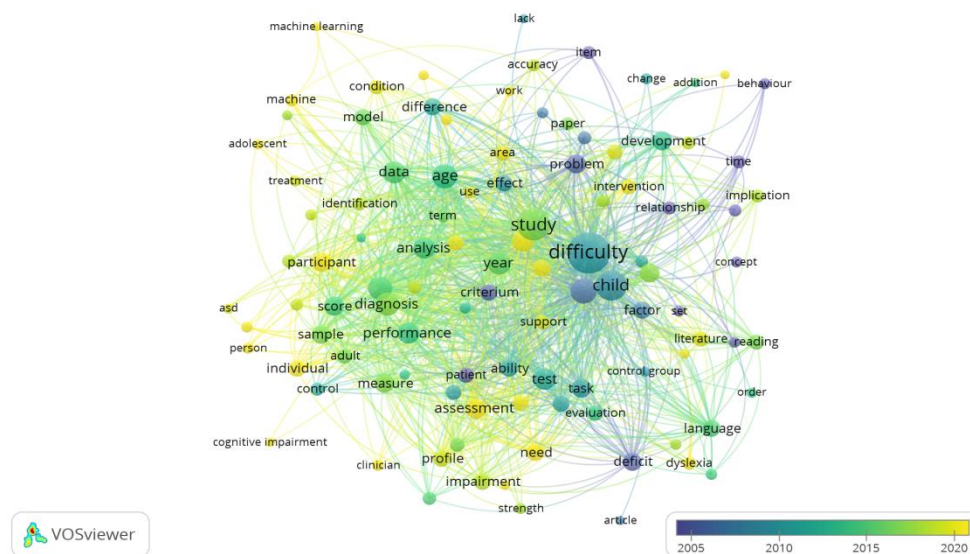 lack
machine learning
item
accuracy
change
addition
behaviour
condition
work
machine
difference
paper
model
development
adolescent
area
problem
time
data
age
effect
treatment
use
intervention
implication
identification
term
relationship
study
analysis
difficulty
participant
year
concept
child
criterium
asd
score
diagnosis
support
factor
set
sample
performance
literature
reading
person
adult
individual
control
patient
ability
control group
measure
test
task
order
assessment
evaluation
language
cognitive impairment
clinician
profile
need
deficit
dyslexia
impairment
strength
article
VOSviewer
2005 2010 2015 2020